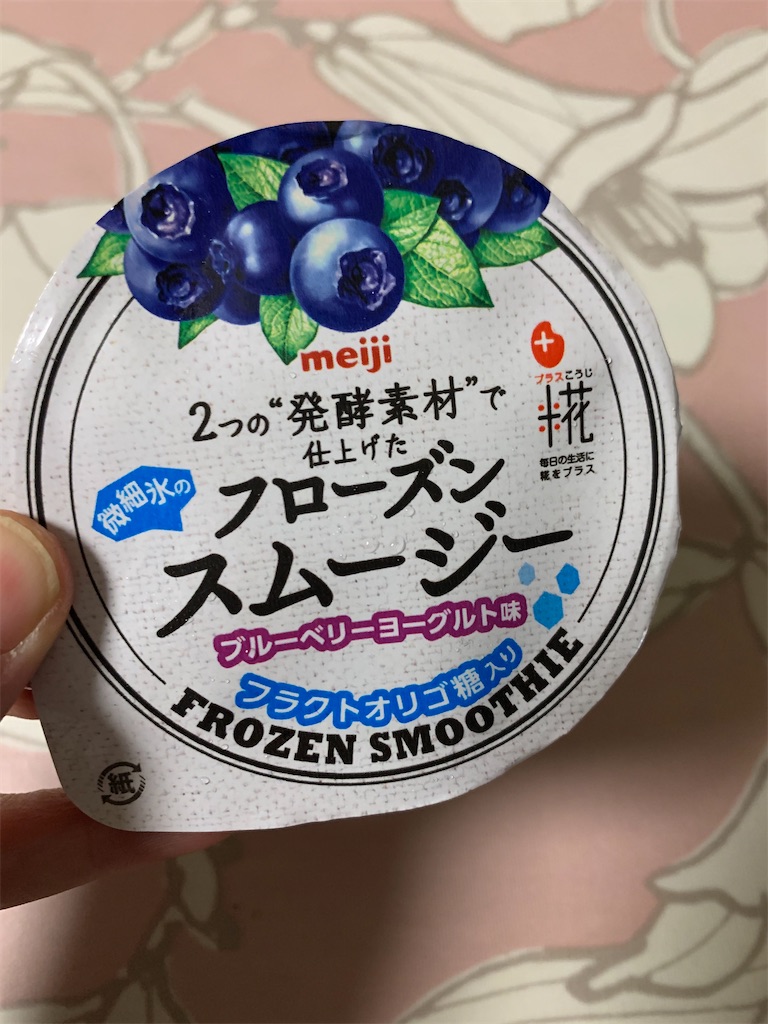 meiji
2つの“発酵素材”で
仕上げた
微細氷の
フローズン
スムージー
ブルーベリーヨーグルト味
フラクトオリゴ糖入り
FROZEN SMOOTHIE
プラスこうじ
糀
毎日の生活に
糀をプラス
紙